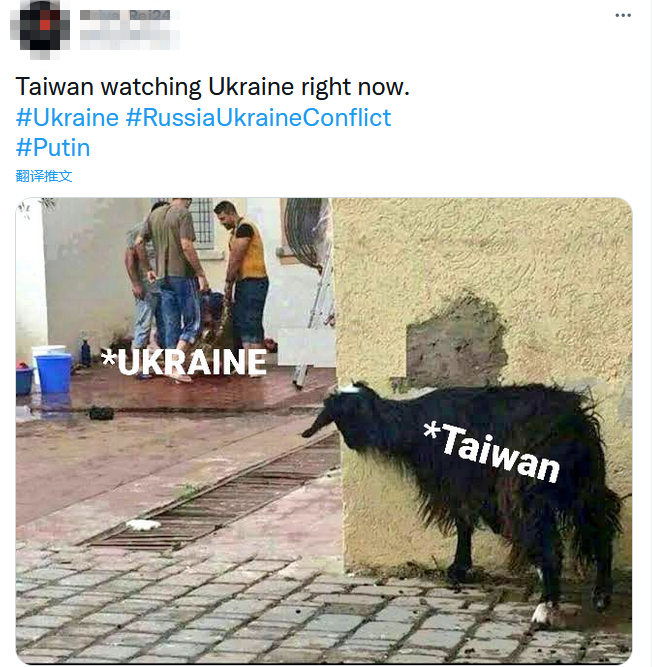 Taiwan watching Ukraine right now.
#Ukraine #RussiaUkraineConflict
#Putin
翻译推文
*UKRAINE
*Taiwan